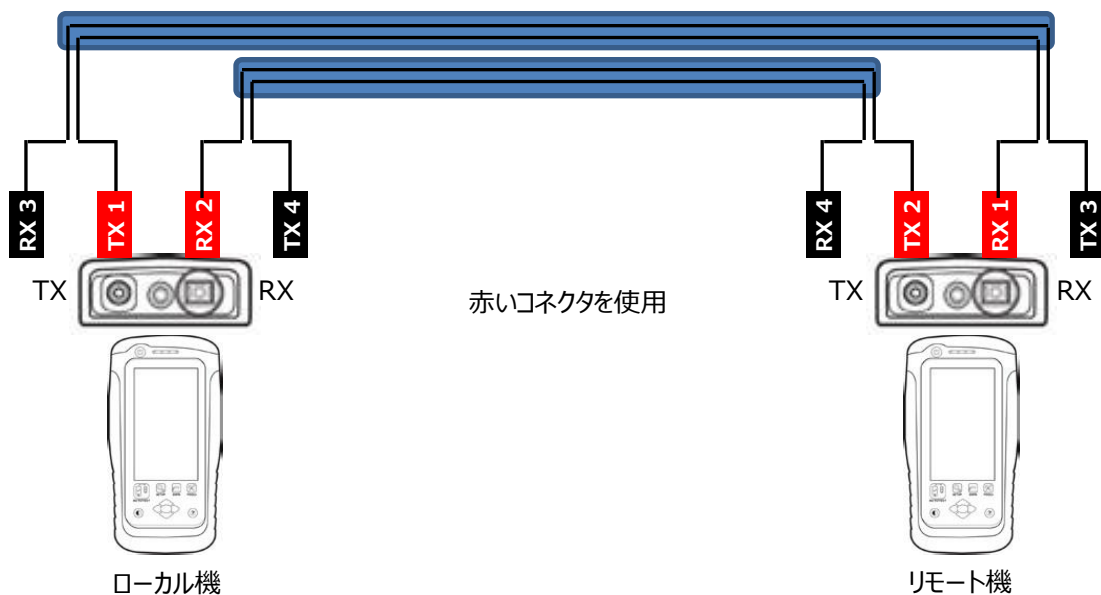 RX 3
TX 1
RX 2
TX 4
RX 4
TX 2
RX 1
TX 3
TX
RX
赤いコネクタを使用
TX
RX
ローカル機
リモート機